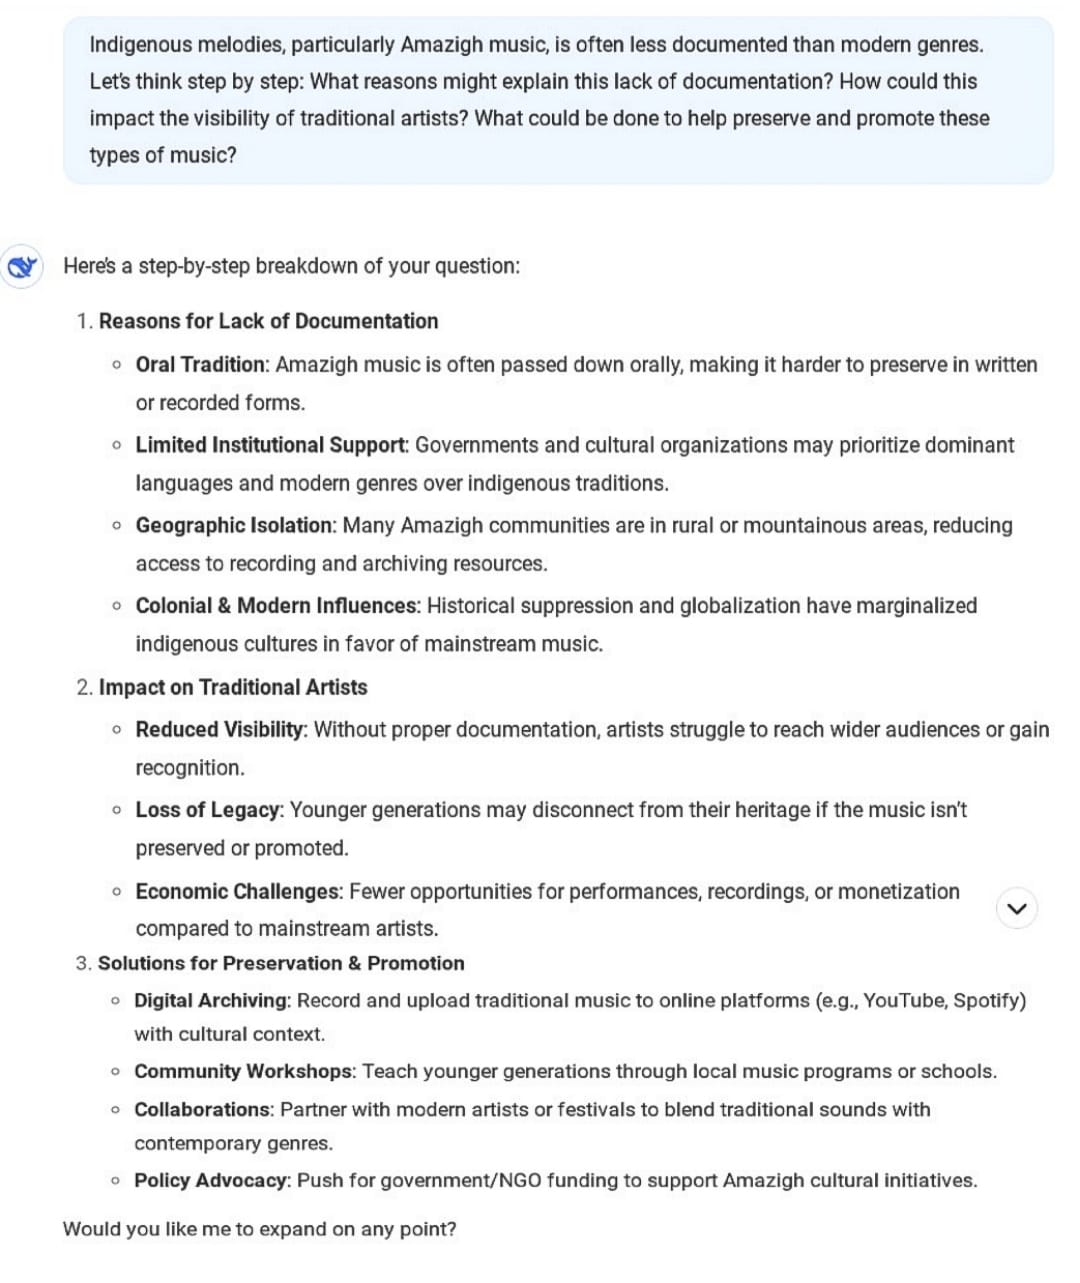 Indigenous melodies, particularly Amazigh music, is often less documented than modern genres.
Let's think step by step: What reasons might explain this lack of documentation? How could this
impact the visibility of traditional artists? What could be done to help preserve and promote these
types of music?
Here's a step-by-step breakdown of your question:
1. Reasons for Lack of Documentation
Oral Tradition: Amazigh music is often passed down orally, making it harder to preserve in written
or recorded forms.
Limited Institutional Support: Governments and cultural organizations may prioritize dominant
languages and modern genres over indigenous traditions.
Geographic Isolation: Many Amazigh communities are in rural or mountainous areas, reducing
access to recording and archiving resources.
Colonial & Modern Influences: Historical suppression and globalization have marginalized
indigenous cultures in favor of mainstream music.
2. Impact on Traditional Artists
Reduced Visibility: Without proper documentation, artists struggle to reach wider audiences or gain
recognition.
Loss of Legacy: Younger generations may disconnect from their heritage if the music isn't
preserved or promoted.
Economic Challenges: Fewer opportunities for performances, recordings, or monetization
compared to mainstream artists.
3. Solutions for Preservation & Promotion
Digital Archiving: Record and upload traditional music to online platforms (e.g., YouTube, Spotify)
with cultural context.
Community Workshops: Teach younger generations through local music programs or schools.
Collaborations: Partner with modern artists or festivals to blend traditional sounds with
contemporary genres.
Policy Advocacy: Push for government/NGO funding to support Amazigh cultural initiatives.
Would you like me to expand on any point?